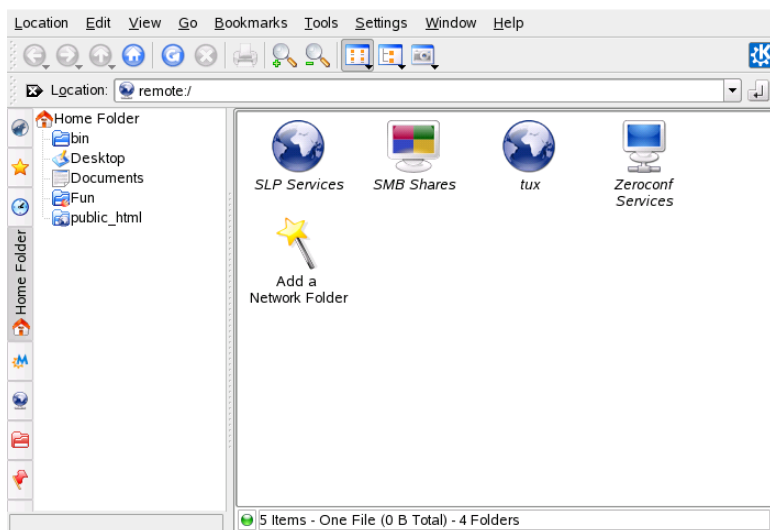 Location Edit View Go Bookmarks Tools Settings Window Help
Location: remote:/
Home Folder
bin
Desktop
Documents
Fun
public_html
Home Folder
SLP Services
SMB Shares
tux
Zeroconf
Services
Add a
Network Folder
5 Items - One File (0 B Total) - 4 Folders